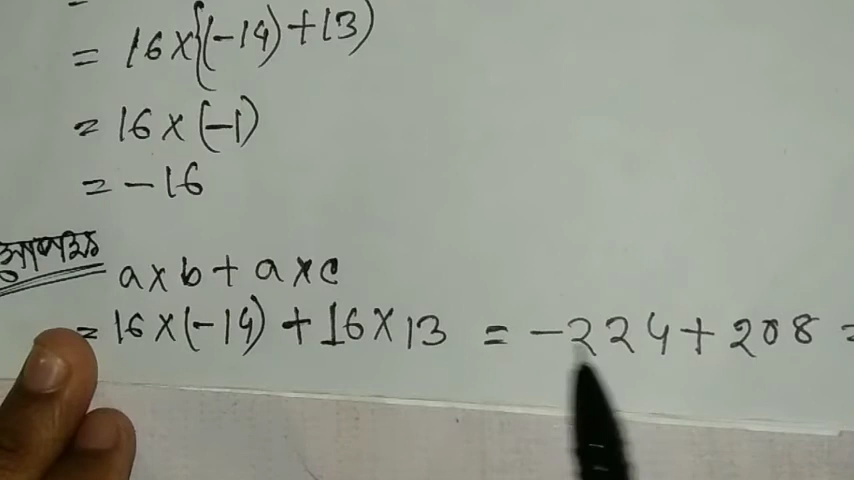 = 16 × {(-14) + 13}
= 16 × (-1)
= -16
a × b + a × c
= 16 × (-14) + 16 × 13 = -224 + 208 =